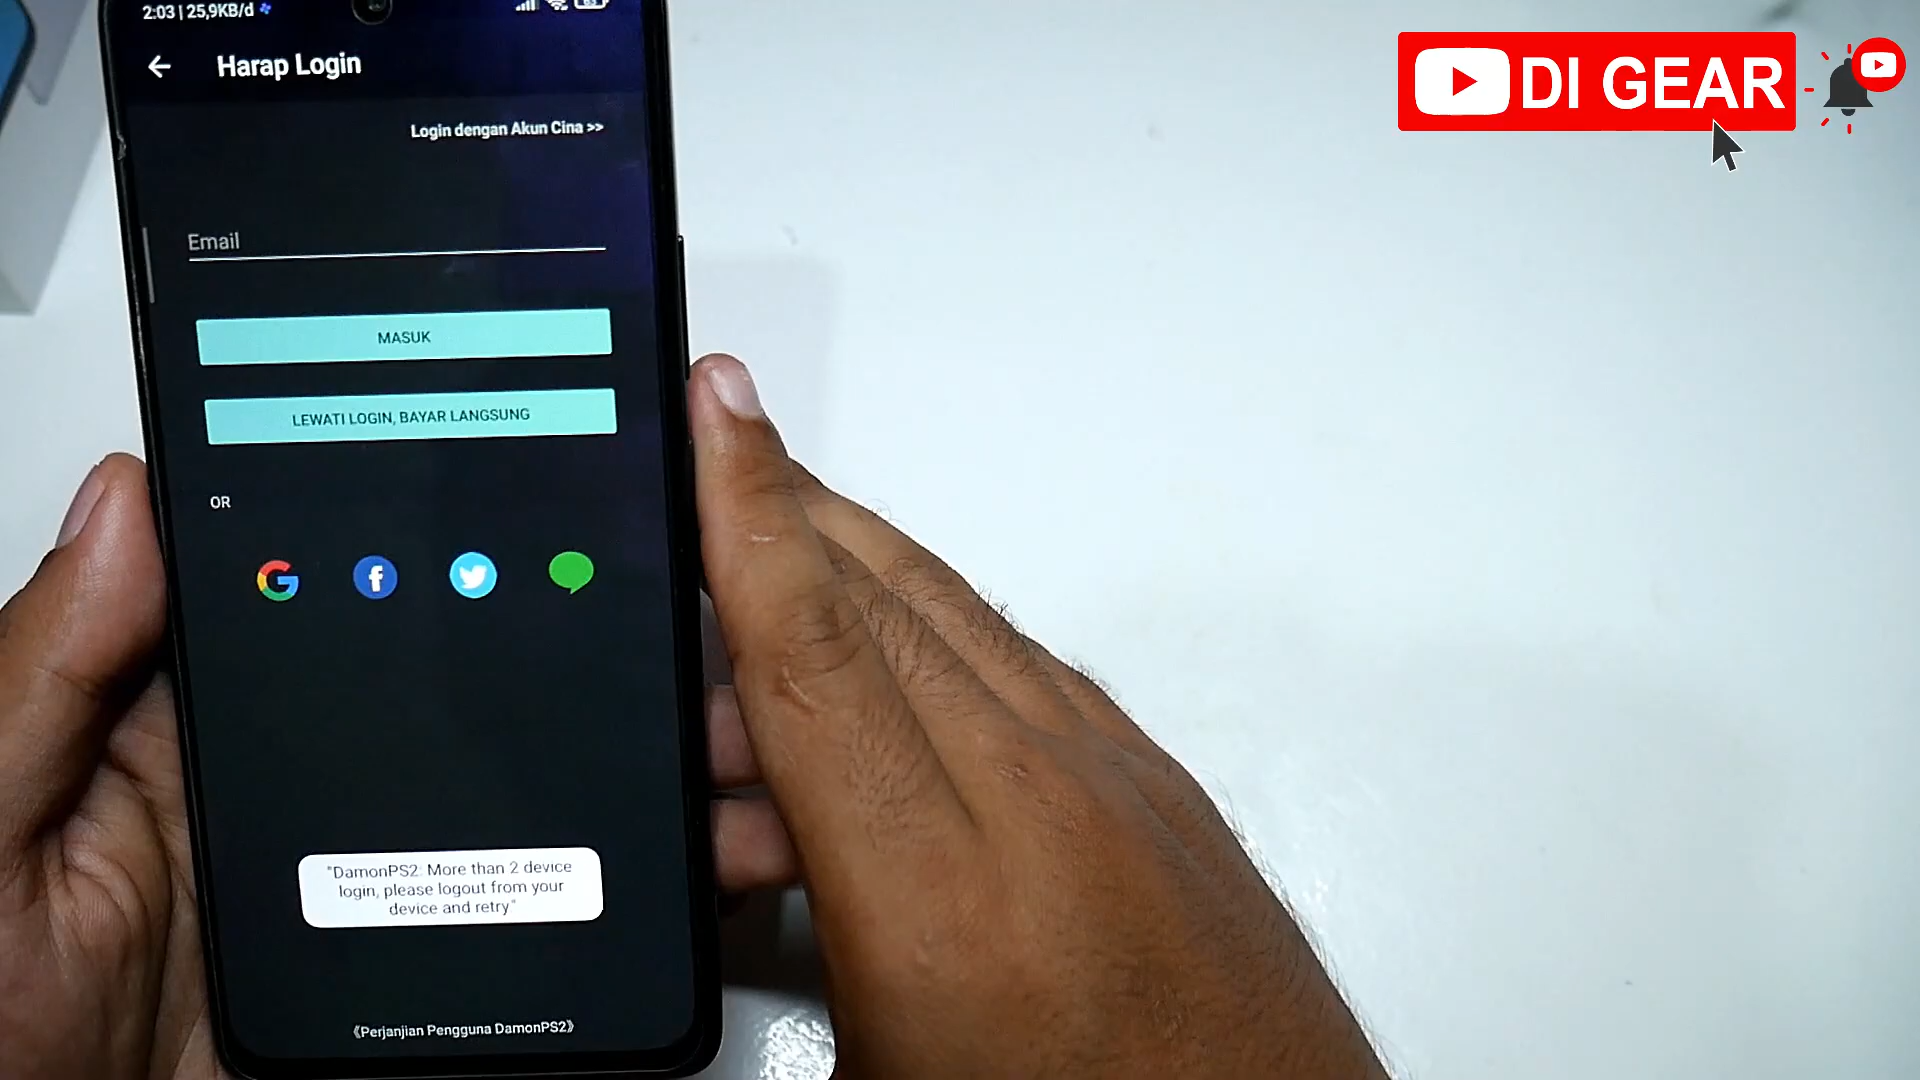 2:03 | 25,9KB/d
Harap Login
Login dengan Akun Cina >>
Email
MASUK
LEWATI LOGIN, BAYAR LANGSUNG
OR
"DamonPS2: More than 2 device
login, please logout from your
device and retry"
《Perjanjian Pengguna DamonPS2》
DI GEAR